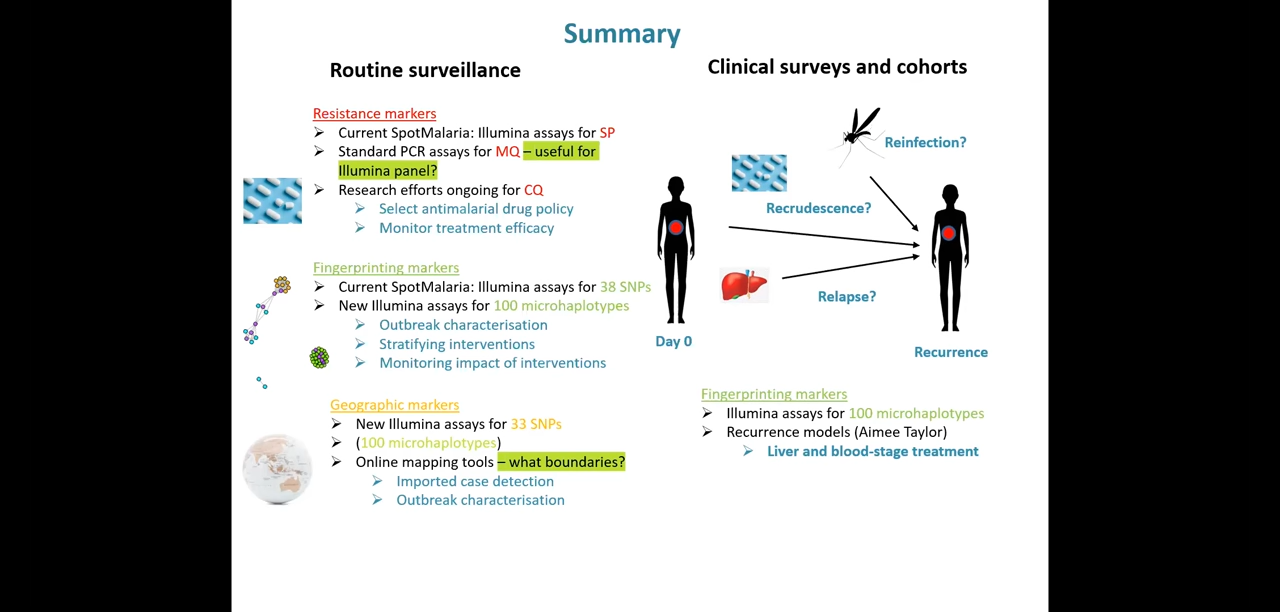 Summary
Routine surveillance
Resistance markers
Current SpotMalaria: Illumina assays for SP
Standard PCR assays for MQ – useful for
Illumina panel?
Research efforts ongoing for CQ
Select antimalarial drug policy
Monitor treatment efficacy
Fingerprinting markers
Current SpotMalaria: Illumina assays for 38 SNPs
New Illumina assays for 100 microhaplotypes
Outbreak characterisation
Stratifying interventions
Monitoring impact of interventions
Geographic markers
New Illumina assays for 33 SNPs
(100 microhaplotypes)
Online mapping tools – what boundaries?
Imported case detection
Outbreak characterisation
Clinical surveys and cohorts
Reinfection?
Recrudescence?
Relapse?
Day 0
Recurrence
Fingerprinting markers
Illumina assays for 100 microhaplotypes
Recurrence models (Aimee Taylor)
Liver and blood-stage treatment